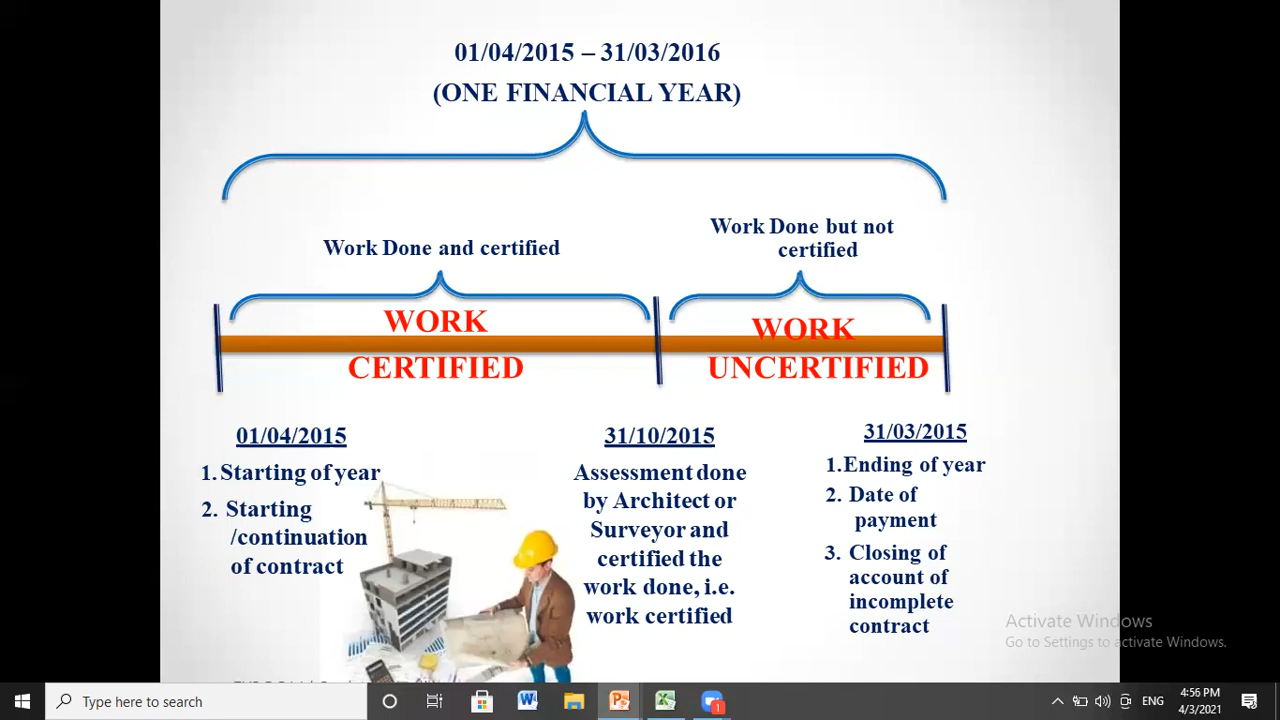 01/04/2015 – 31/03/2016
(ONE FINANCIAL YEAR)
Work Done and certified
Work Done but not
certified
WORK
CERTIFIED
WORK
UNCERTIFIED
01/04/2015
1. Starting of year
2. Starting
/continuation
of contract
31/10/2015
Assessment done
by Architect or
Surveyor and
certified the
work done, i.e.
work certified
31/03/2015
1.Ending of year
2. Date of
payment
3. Closing of
account of
incomplete
contract
Activate Windows
Go to Settings to activate Windows.
Type here to search
1
ENG
4:56 PM
4/3/2021